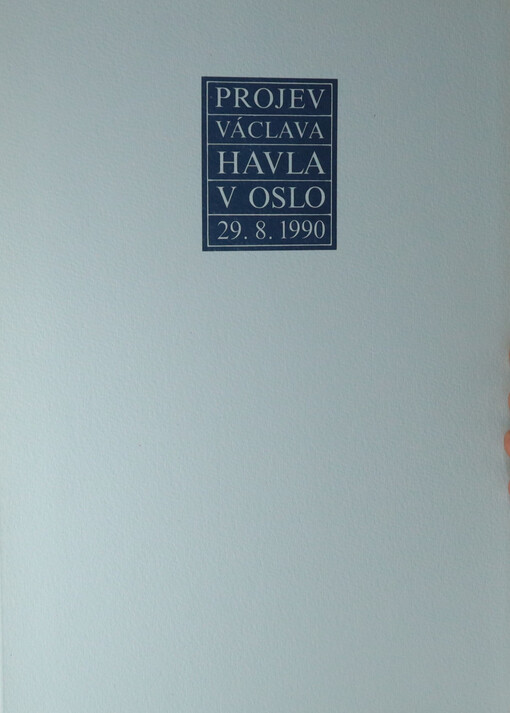 PROJEV
VÁCLAVA
HAVLA
V OSLO
29. 8. 1990